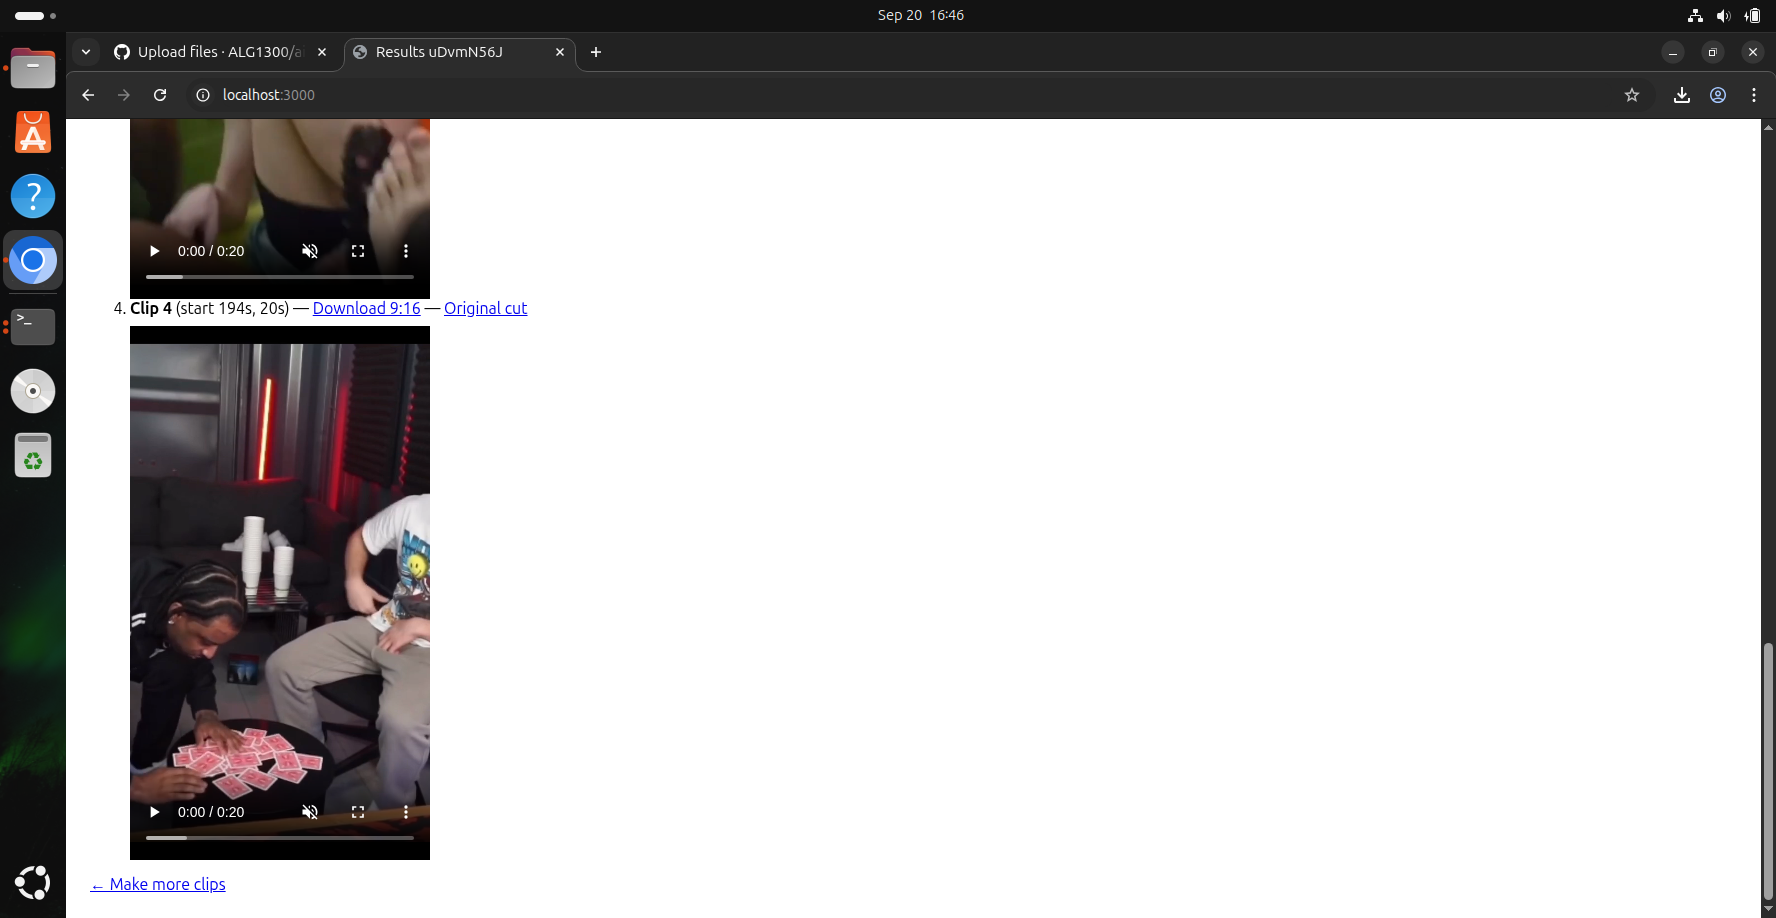 Sep 20 16:46
Upload files · ALG1300/a
Results uDvmN56J
localhost:3000
0:00 / 0:20
4. Clip 4 (start 194s, 20s) — Download 9:16 — Original cut
0:00 / 0:20
← Make more clips